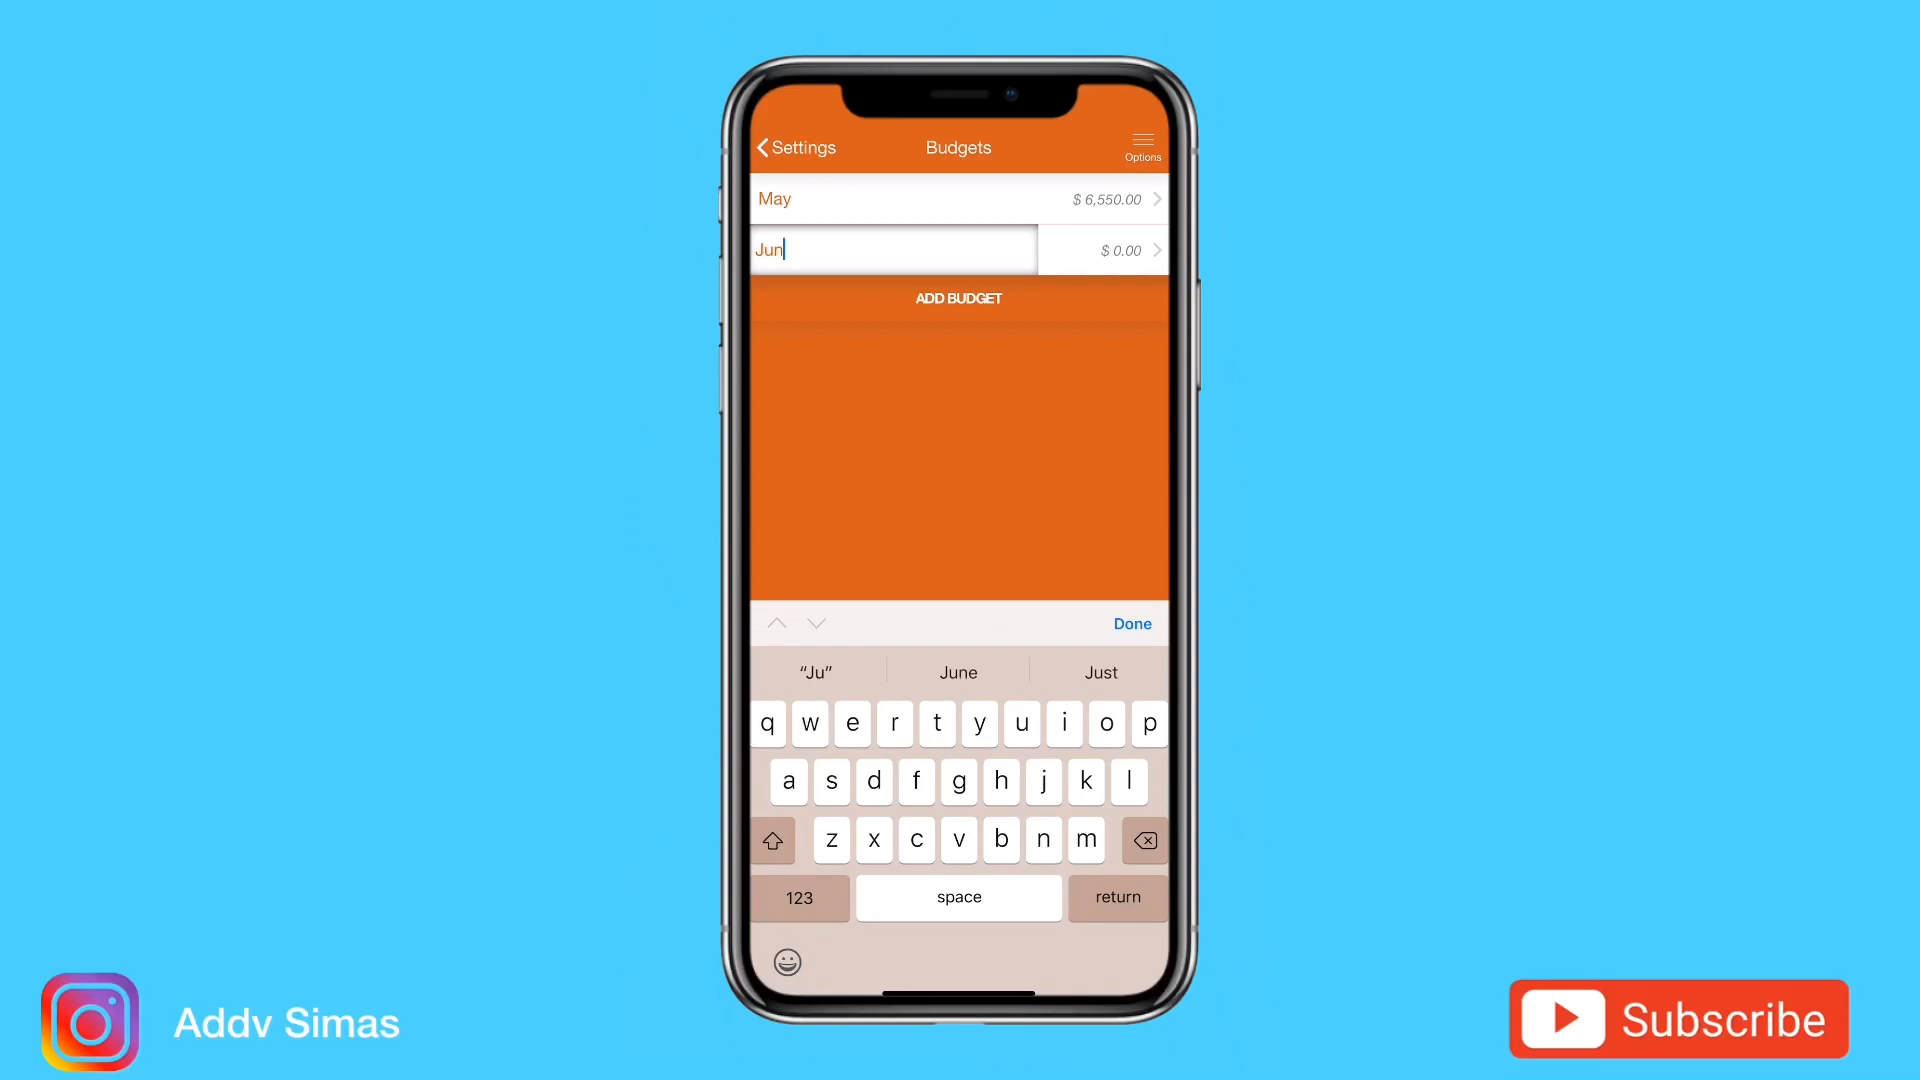 Settings Budgets Options
May $ 6,550.00
Jun $ 0.00
ADD BUDGET
Done
“Ju” June Just
q w e r t y u i o p
a s d f g h j k l
z x c v b n m
123 space return
Addv Simas
Subscribe